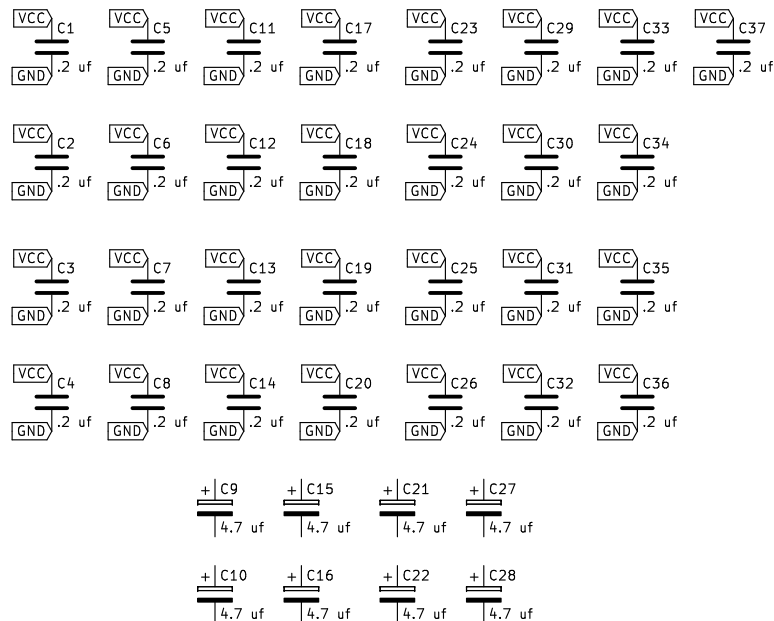 VCC VCC VCC VCC VCC VCC VCC VCC
C1 C5 C11 C17 C23 C29 C33 C37
.2 uf .2 uf .2 uf .2 uf .2 uf .2 uf .2 uf .2 uf
GND GND GND GND GND GND GND GND
VCC VCC VCC VCC VCC VCC VCC
C2 C6 C12 C18 C24 C30 C34
.2 uf .2 uf .2 uf .2 uf .2 uf .2 uf .2 uf
GND GND GND GND GND GND GND
VCC VCC VCC VCC VCC VCC VCC
C3 C7 C13 C19 C25 C31 C35
.2 uf .2 uf .2 uf .2 uf .2 uf .2 uf .2 uf
GND GND GND GND GND GND GND
VCC VCC VCC VCC VCC VCC VCC
C4 C8 C14 C20 C26 C32 C36
.2 uf .2 uf .2 uf .2 uf .2 uf .2 uf .2 uf
GND GND GND GND GND GND GND
+ C9 + C15 + C21 + C27
4.7 uf 4.7 uf 4.7 uf 4.7 uf
+ C10 + C16 + C22 + C28
4.7 uf 4.7 uf 4.7 uf 4.7 uf